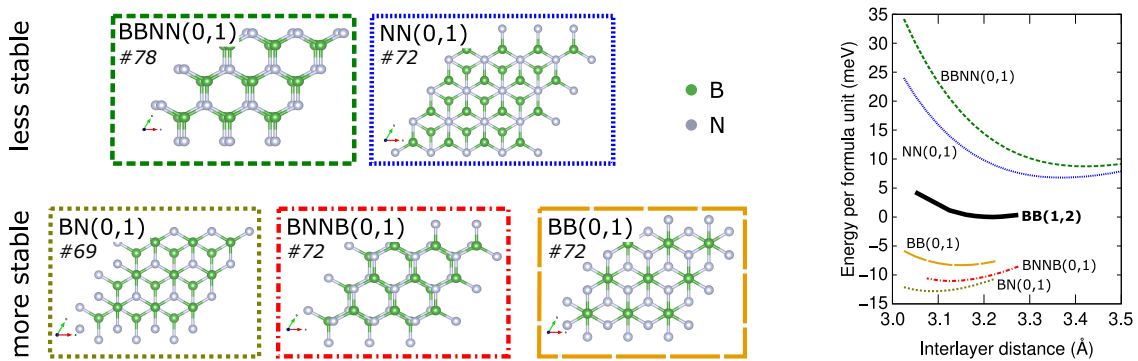 less stable
BBNN(0,1)
#78
NN(0,1)
#72
B
N
more stable
BN(0,1)
#69
BNNB(0,1)
#72
BB(0,1)
#72
Energy per formula unit (meV)
35
30
25
20
15
10
5
0
−5
−10
−15
BBNN(0,1)
NN(0,1)
BB(1,2)
BB(0,1)
BNNB(0,1)
BN(0,1)
3.0 3.1 3.2 3.3 3.4 3.5
Interlayer distance (Å)